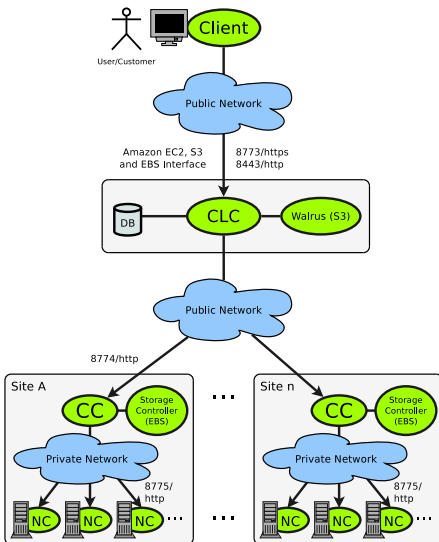 Client
User/Customer
Public Network
Amazon EC2, S3
and EBS Interface
8773/https
8443/http
DB
CLC
Walrus (S3)
Public Network
8774/http
Site A
CC
Storage
Controller
(EBS)
Private Network
8775/
http
NC
NC
NC
...
...
...
Site n
CC
Storage
Controller
(EBS)
Private Network
8775/
http
NC
NC
NC
...